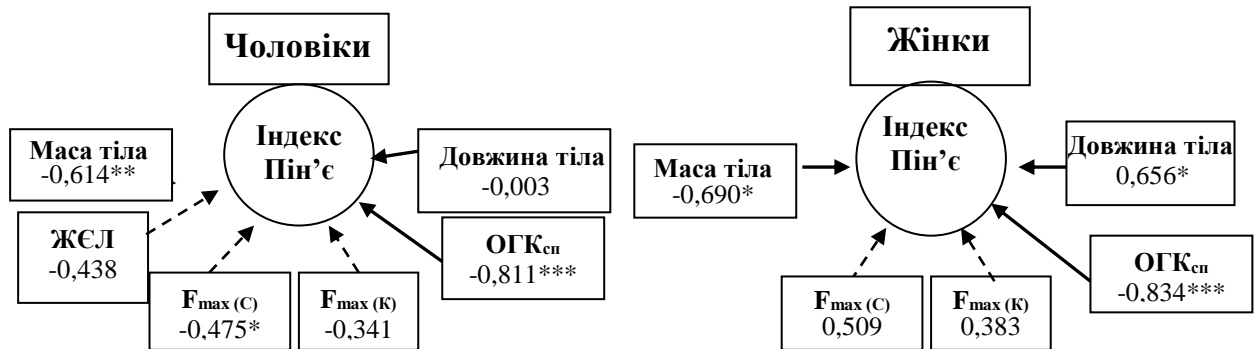 Чоловіки
Індекс
Пін’є
Маса тіла
-0,614**
ЖЄЛ
-0,438
Fmax (С)
-0,475*
Fmax (К)
-0,341
Довжина тіла
-0,003
ОГКсп
-0,811***
Жінки
Індекс
Пін’є
Маса тіла
-0,690*
Fmax (С)
0,509
Fmax (К)
0,383
Довжина тіла
0,656*
ОГКсп
-0,834***